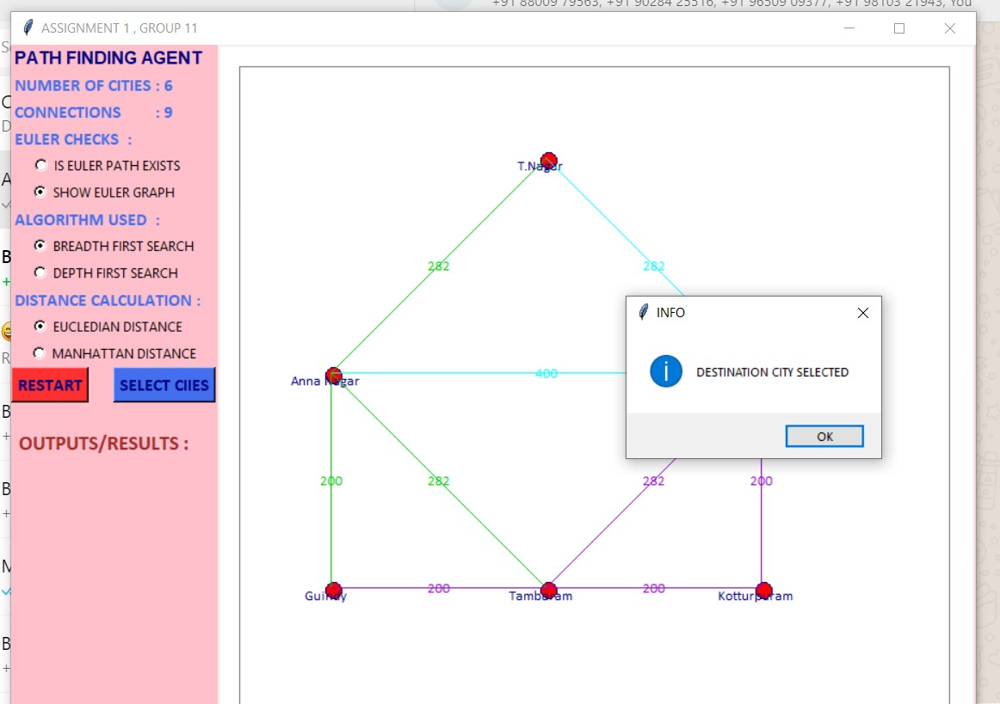 +91 88009 79563, +91 90284 25516, +91 96509 09377, +91 98103 21943, You
ASSIGNMENT 1 , GROUP 11
PATH FINDING AGENT
NUMBER OF CITIES : 6
CONNECTIONS : 9
EULER CHECKS :
IS EULER PATH EXISTS
SHOW EULER GRAPH
ALGORITHM USED :
BREADTH FIRST SEARCH
DEPTH FIRST SEARCH
DISTANCE CALCULATION :
EUCLEDIAN DISTANCE
MANHATTAN DISTANCE
RESTART
SELECT CIIES
OUTPUTS/RESULTS :
T.Nagar
282
282
Anna Nagar
400
200
282
282
200
Guindy
200
Tambaram
200
Kotturpuram
INFO
DESTINATION CITY SELECTED
OK